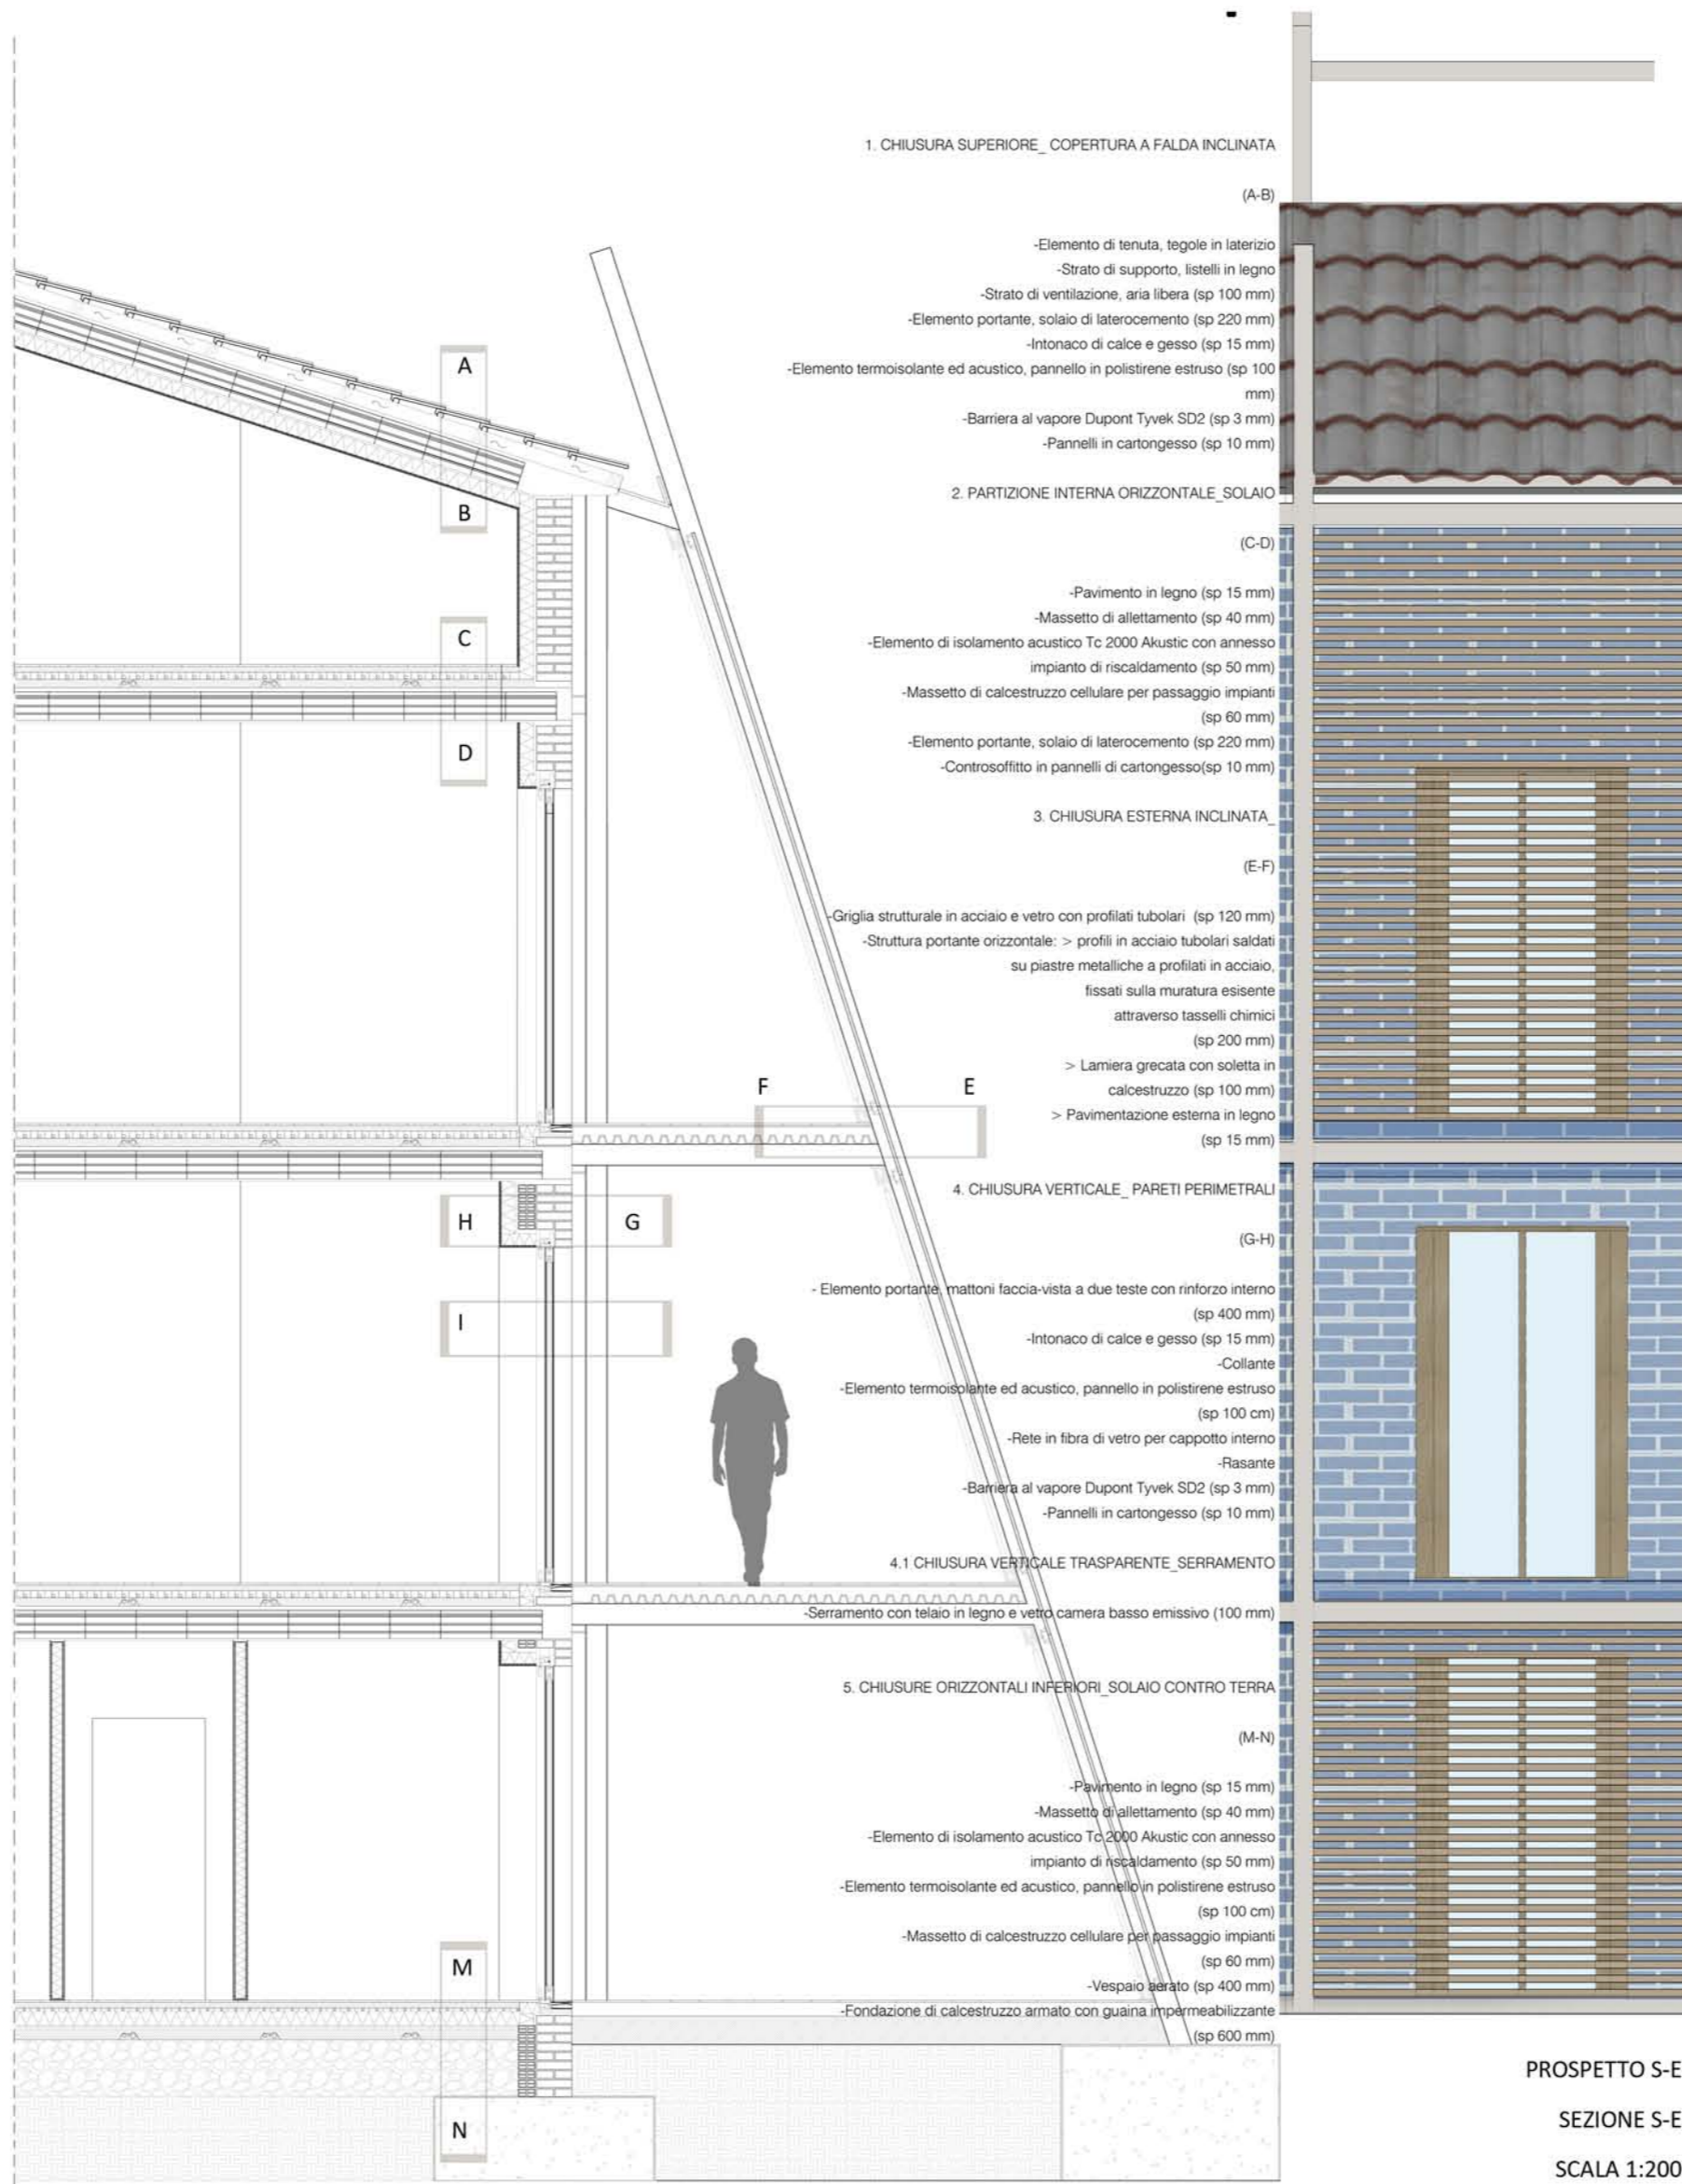 1. CHIUSURA SUPERIORE_ COPERTURA A FALDA INCLINATA
(A-B)
-Elemento di tenuta, tegole in laterizio
-Strato di supporto, listelli in legno
-Strato di ventilazione, aria libera (sp 100 mm)
-Elemento portante, solaio di laterocemento (sp 220 mm)
-Intonaco di calce e gesso (sp 15 mm)
-Elemento termoisolante ed acustico, pannello in polistirene estruso (sp 100
mm)
-Barriera al vapore Dupont Tyvek SD2 (sp 3 mm)
-Pannelli in cartongesso (sp 10 mm)
2. PARTIZIONE INTERNA ORIZZONTALE_SOLAIO
(C-D)
-Pavimento in legno (sp 15 mm)
-Massetto di allettamento (sp 40 mm)
-Elemento di isolamento acustico Tc 2000 Akustic con annesso
impianto di riscaldamento (sp 50 mm)
-Massetto di calcestruzzo cellulare per passaggio impianti
(sp 60 mm)
-Elemento portante, solaio di laterocemento (sp 220 mm)
-Controsoffitto in pannelli di cartongesso(sp 10 mm)
3. CHIUSURA ESTERNA INCLINATA_
(E-F)
-Griglia strutturale in acciaio e vetro con profilati tubolari (sp 120 mm)
-Struttura portante orizzontale: > profili in acciaio tubolari saldati
su piastre metalliche a profilati in acciaio,
fissati sulla muratura esisente
attraverso tasselli chimici
(sp 200 mm)
> Lamiera grecata con soletta in
calcestruzzo (sp 100 mm)
> Pavimentazione esterna in legno
(sp 15 mm)
4. CHIUSURA VERTICALE_ PARETI PERIMETRALI
(G-H)
- Elemento portante, mattoni faccia-vista a due teste con rinforzo interno
(sp 400 mm)
-Intonaco di calce e gesso (sp 15 mm)
-Collante
-Elemento termoisolante ed acustico, pannello in polistirene estruso
(sp 100 cm)
-Rete in fibra di vetro per cappotto interno
-Rasante
-Barriera al vapore Dupont Tyvek SD2 (sp 3 mm)
-Pannelli in cartongesso (sp 10 mm)
4.1 CHIUSURA VERTICALE TRASPARENTE_SERRAMENTO
-Serramento con telaio in legno e vetro camera basso emissivo (100 mm)
5. CHIUSURE ORIZZONTALI INFERIORI_SOLAIO CONTRO TERRA
(M-N)
-Pavimento in legno (sp 15 mm)
-Massetto di allettamento (sp 40 mm)
-Elemento di isolamento acustico Tc 2000 Akustic con annesso
impianto di riscaldamento (sp 50 mm)
-Elemento termoisolante ed acustico, pannello in polistirene estruso
(sp 100 cm)
-Massetto di calcestruzzo cellulare per passaggio impianti
(sp 60 mm)
-Vespaio aerato (sp 400 mm)
-Fondazione di calcestruzzo armato con guaina impermeabilizzante
(sp 600 mm)
A
B
C
D
F
E
H
G
I
M
N
PROSPETTO S-E
SEZIONE S-E
SCALA 1:200